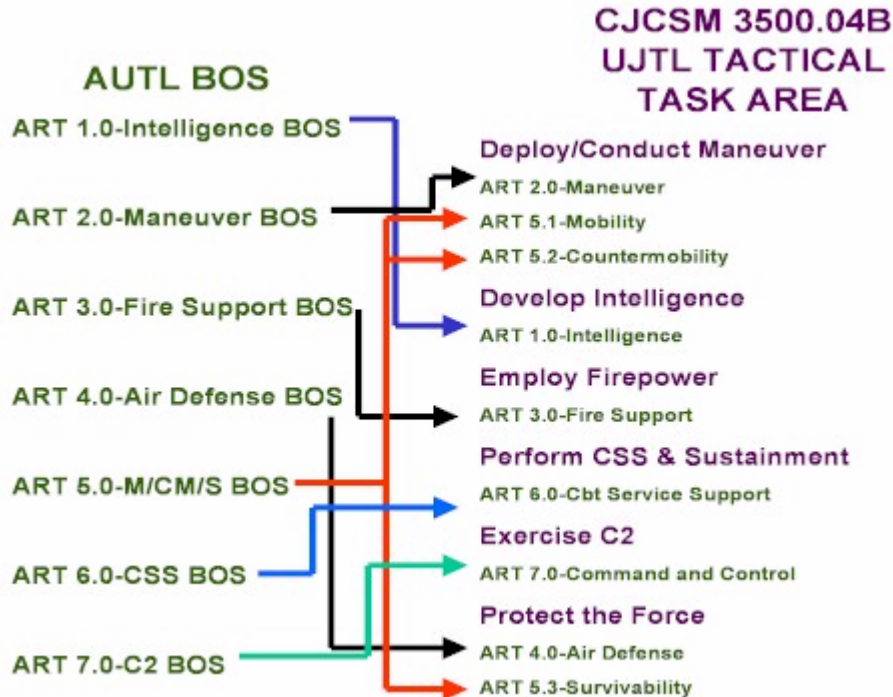 CJCSM 3500.04B
UJTL TACTICAL
TASK AREA
AUTL BOS
ART 1.0-Intelligence BOS
ART 2.0-Maneuver BOS
ART 3.0-Fire Support BOS
ART 4.0-Air Defense BOS
ART 5.0-M/CM/S BOS
ART 6.0-CSS BOS
ART 7.0-C2 BOS
Deploy/Conduct Maneuver
ART 2.0-Maneuver
ART 5.1-Mobility
ART 5.2-Countermobility
Develop Intelligence
ART 1.0-Intelligence
Employ Firepower
ART 3.0-Fire Support
Perform CSS & Sustainment
ART 6.0-Cbt Service Support
Exercise C2
ART 7.0-Command and Control
Protect the Force
ART 4.0-Air Defense
ART 5.3-Survivability